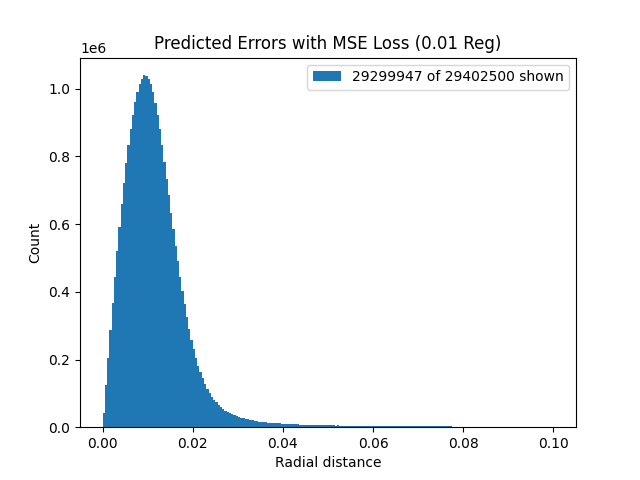 Predicted Errors with MSE Loss (0.01 Reg)
1e6
29299947 of 29402500 shown
1.0
0.8
0.6
0.4
0.2
0.0
Count
0.00 0.02 0.04 0.06 0.08 0.10
Radial distance